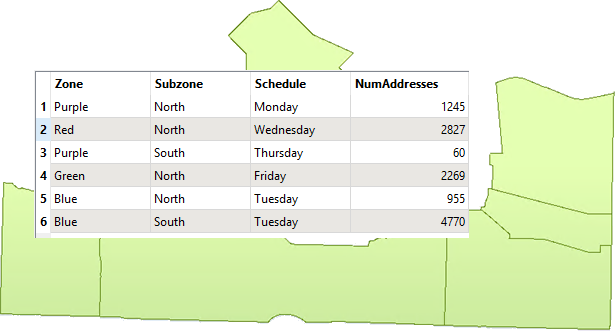 Zone Subzone Schedule NumAddresses
1 Purple North Monday 1245
2 Red North Wednesday 2827
3 Purple South Thursday 60
4 Green North Friday 2269
5 Blue North Tuesday 955
6 Blue South Tuesday 4770